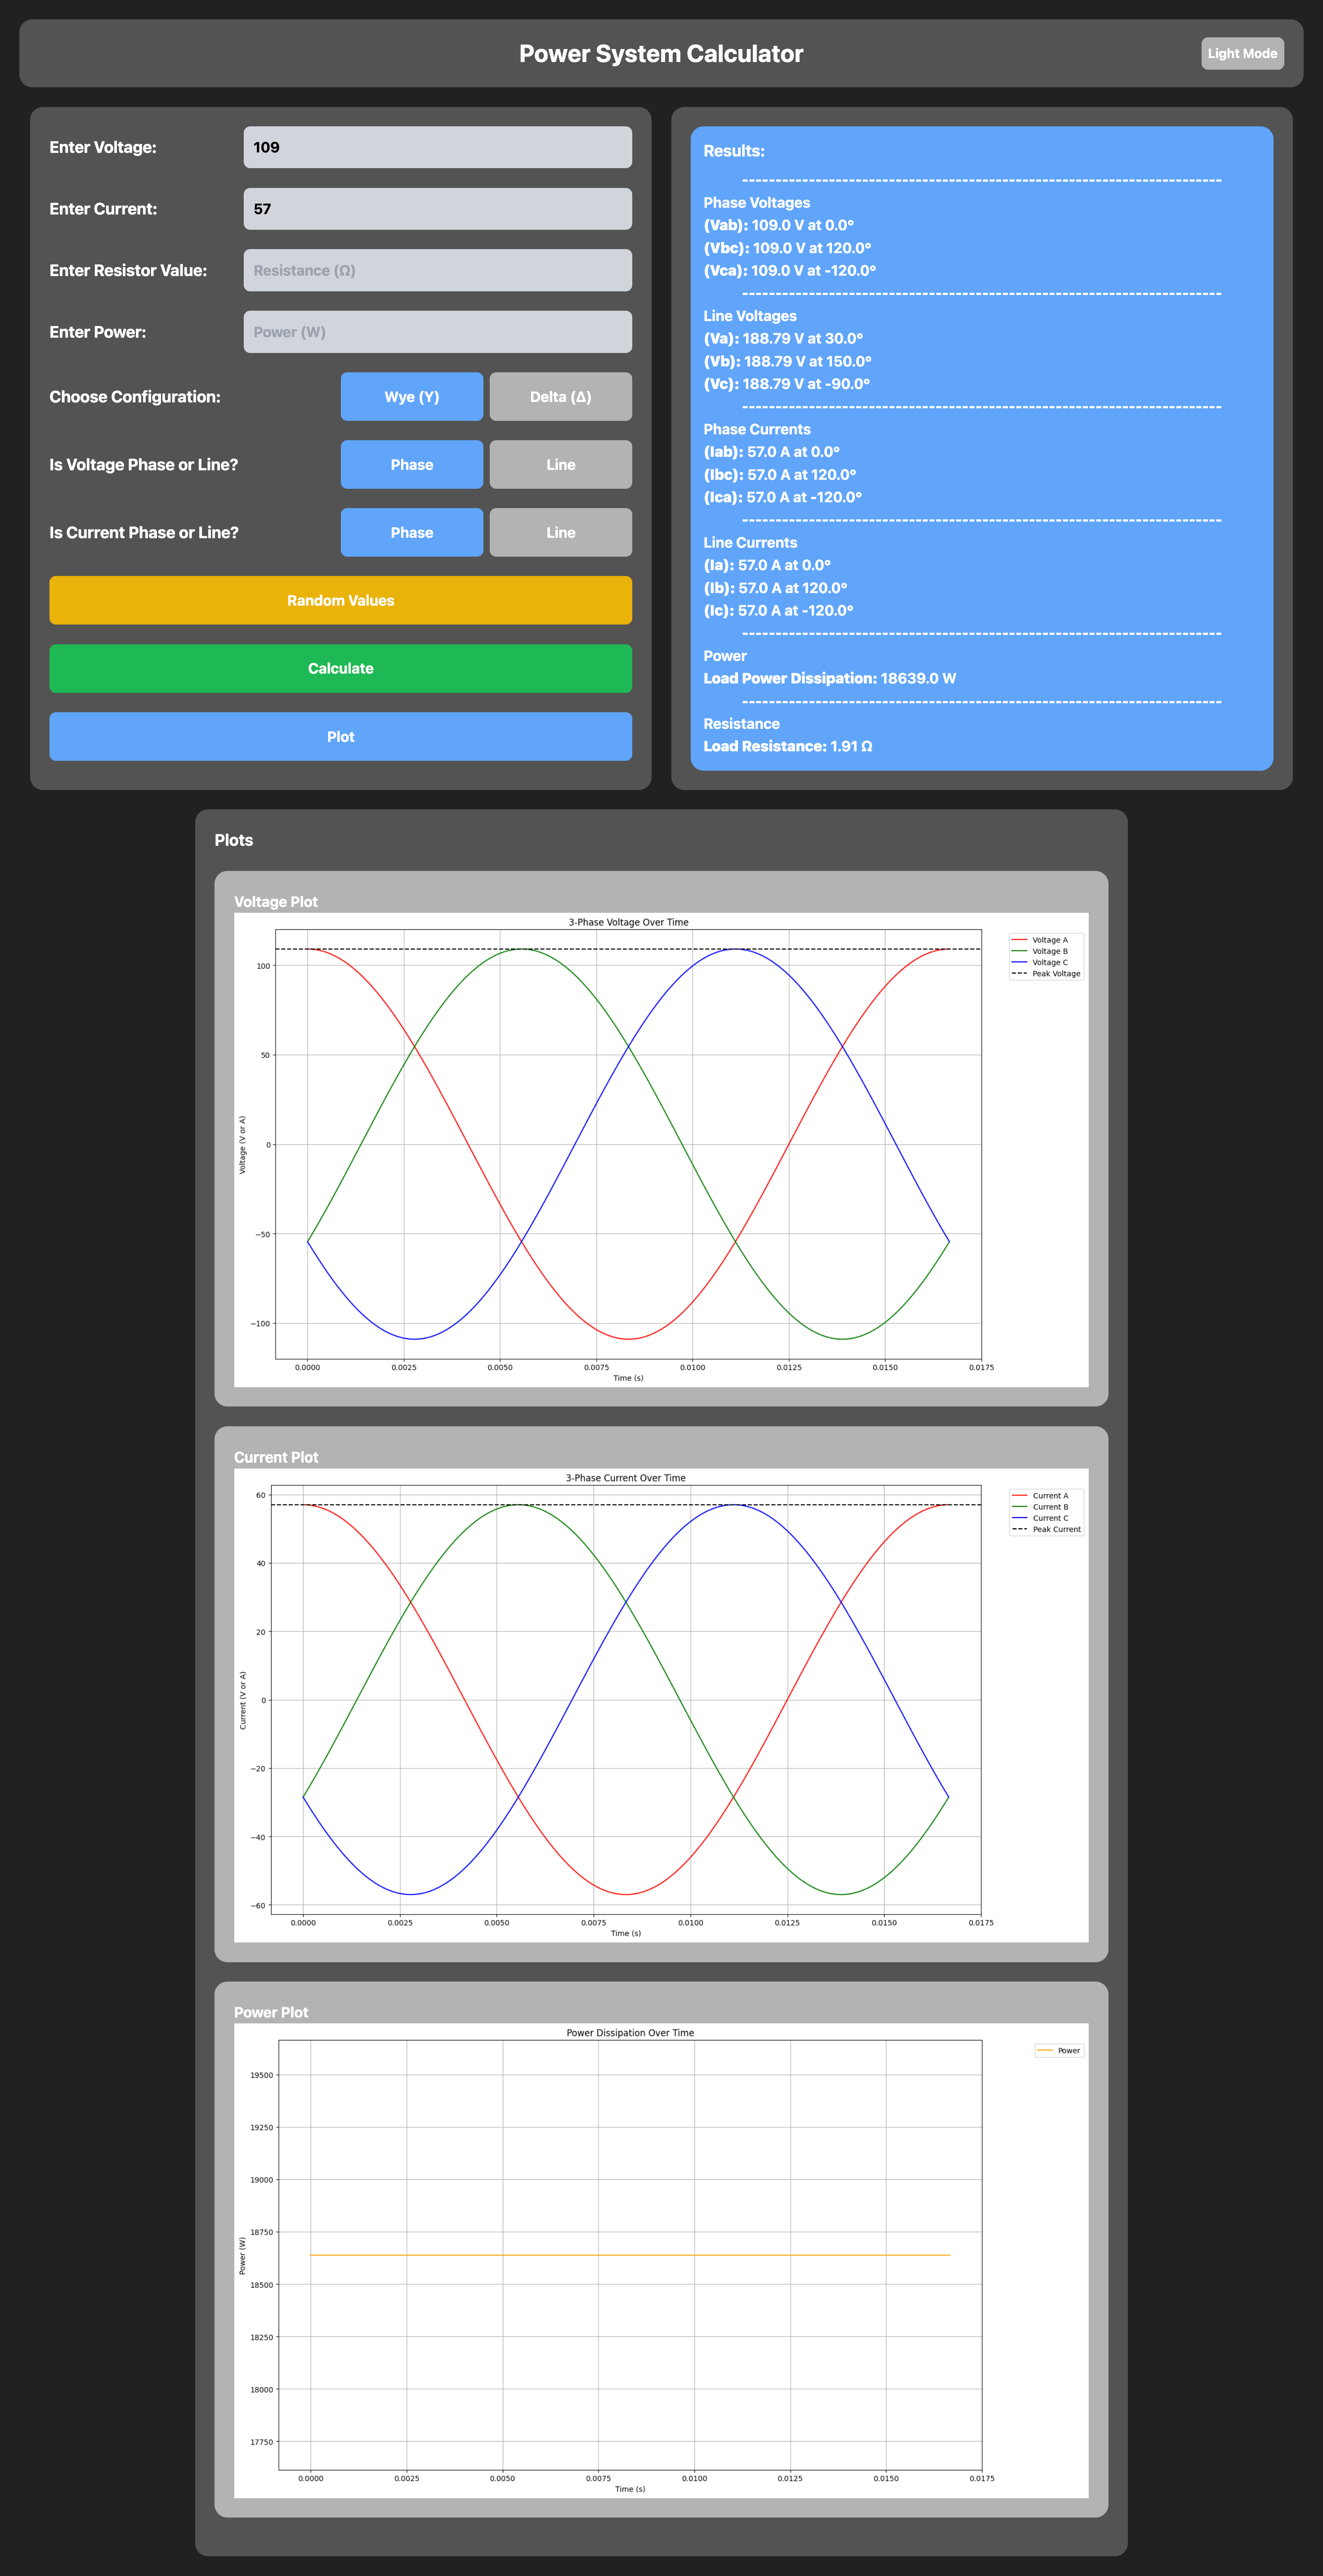 Power System Calculator
Light Mode
Enter Voltage:
109
Enter Current:
57
Enter Resistor Value:
Resistance (Ω)
Enter Power:
Power (W)
Choose Configuration:
Wye (Y)
Delta (Δ)
Is Voltage Phase or Line?
Phase
Line
Is Current Phase or Line?
Phase
Line
Random Values
Calculate
Plot
Results:
Phase Voltages
(Vab): 109.0 V at 0.0°
(Vbc): 109.0 V at 120.0°
(Vca): 109.0 V at -120.0°
Line Voltages
(Va): 188.79 V at 30.0°
(Vb): 188.79 V at 150.0°
(Vc): 188.79 V at -90.0°
Phase Currents
(Iab): 57.0 A at 0.0°
(Ibc): 57.0 A at 120.0°
(Ica): 57.0 A at -120.0°
Line Currents
(Ia): 57.0 A at 0.0°
(Ib): 57.0 A at 120.0°
(Ic): 57.0 A at -120.0°
Power
Load Power Dissipation: 18639.0 W
Resistance
Load Resistance: 1.91 Ω
Plots
Voltage Plot
3-Phase Voltage Over Time
Voltage A
Voltage B
Voltage C
Peak Voltage
Voltage (V or A)
100
50
0
−50
−100
0.0000 0.0025 0.0050 0.0075 0.0100 0.0125 0.0150 0.0175
Time (s)
Current Plot
3-Phase Current Over Time
Current A
Current B
Current C
Peak Current
Current (V or A)
60
40
20
0
−20
−40
−60
0.0000 0.0025 0.0050 0.0075 0.0100 0.0125 0.0150 0.0175
Time (s)
Power Plot
Power Dissipation Over Time
Power
Power (W)
19500
19250
19000
18750
18500
18250
18000
17750
0.0000 0.0025 0.0050 0.0075 0.0100 0.0125 0.0150 0.0175
Time (s)